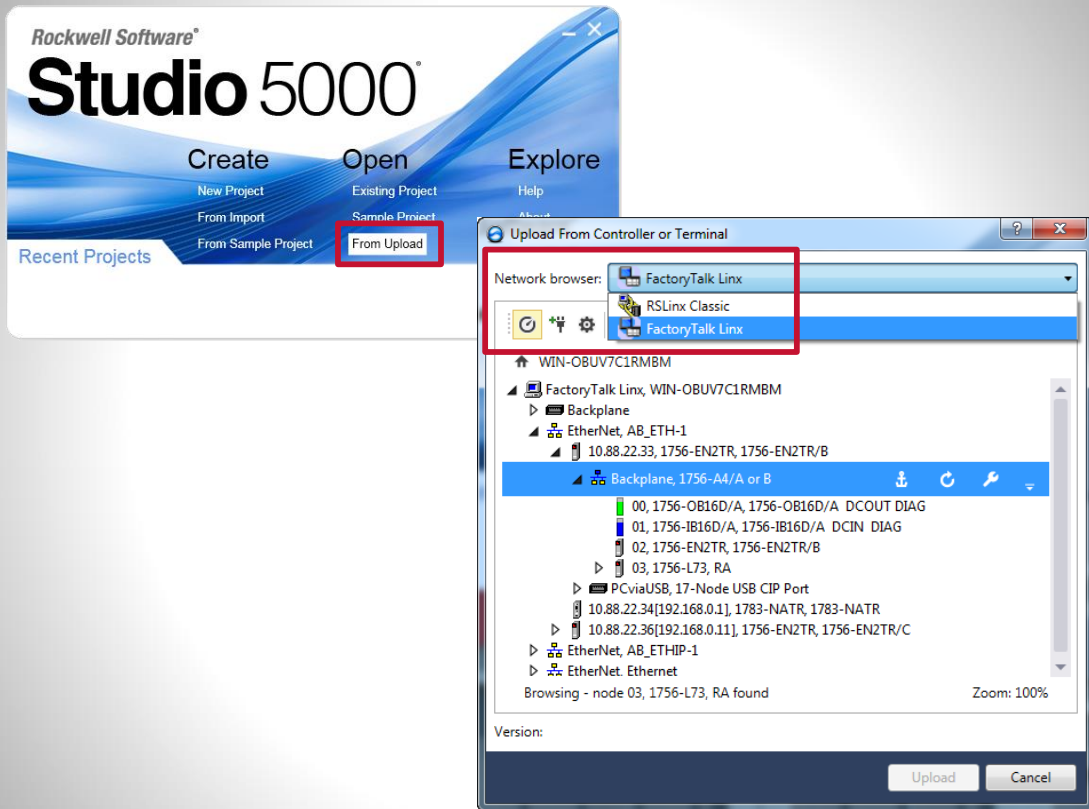 Rockwell Software®
Studio 5000®
Create
Open
Explore
New Project
Existing Project
Help
From Import
Sample Project
About
From Sample Project
From Upload
Recent Projects
Upload From Controller or Terminal
Network browser:
FactoryTalk Linx
RSLinx Classic
FactoryTalk Linx
WIN-OBUV7C1RMBM
FactoryTalk Linx, WIN-OBUV7C1RMBM
Backplane
EtherNet, AB_ETH-1
10.88.22.33, 1756-EN2TR, 1756-EN2TR/B
Backplane, 1756-A4/A or B
00, 1756-OB16D/A, 1756-OB16D/A DCOUT DIAG
01, 1756-IB16D/A, 1756-IB16D/A DCIN DIAG
02, 1756-EN2TR, 1756-EN2TR/B
03, 1756-L73, RA
PCviaUSB, 17-Node USB CIP Port
10.88.22.34[192.168.0.1], 1783-NATR, 1783-NATR
10.88.22.36[192.168.0.11], 1756-EN2TR, 1756-EN2TR/C
EtherNet, AB_ETHIP-1
EtherNet. Ethernet
Browsing - node 03, 1756-L73, RA found
Zoom: 100%
Version:
Upload
Cancel